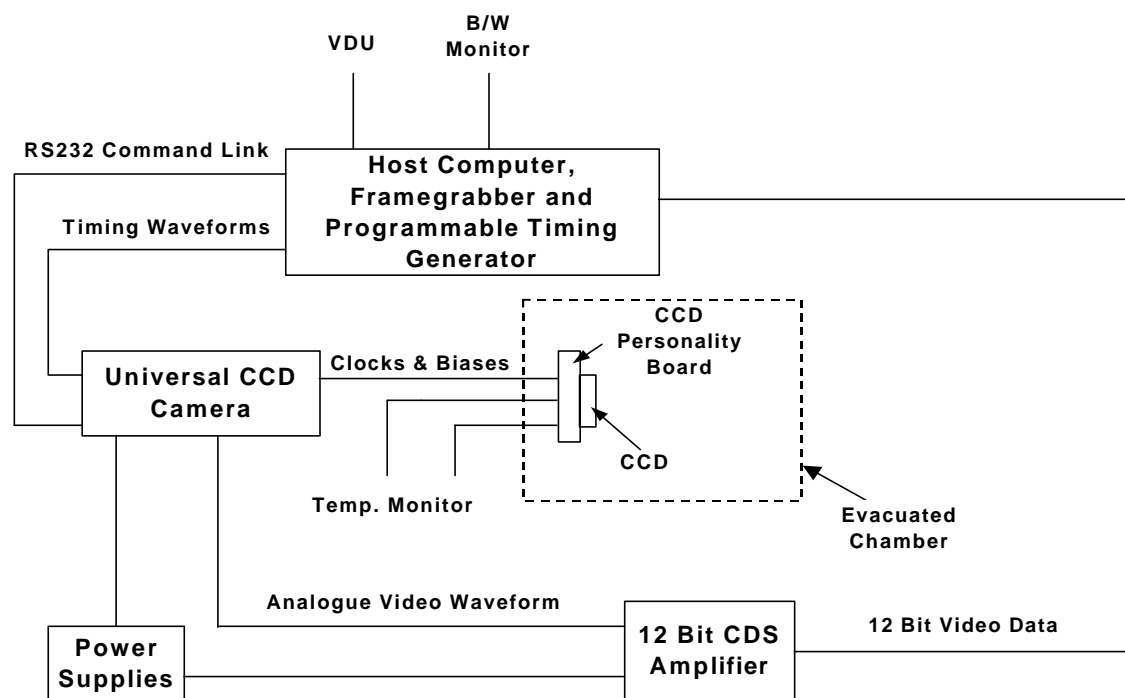 VDU
B/W
Monitor
RS232 Command Link
Host Computer,
Framegrabber and
Programmable Timing
Generator
Timing Waveforms
CCD
Personality
Board
Clocks & Biases
Universal CCD
Camera
CCD
Temp. Monitor
Evacuated
Chamber
Analogue Video Waveform
12 Bit CDS
Amplifier
12 Bit Video Data
Power
Supplies